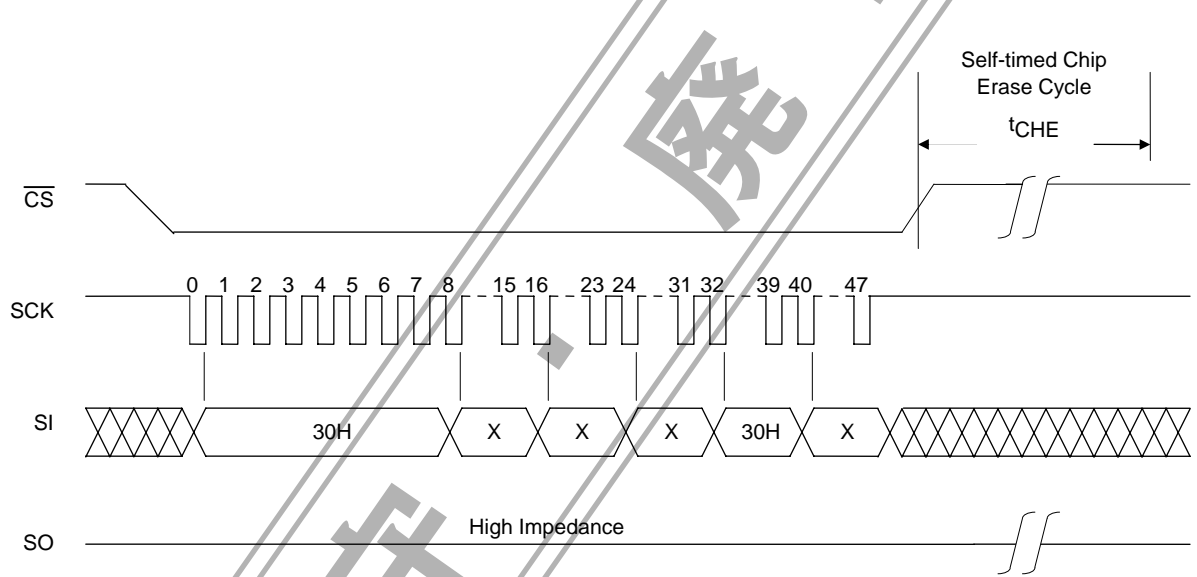 Self-timed Chip
Erase Cycle
tCHE
CS
0 1 2 3 4 5 6 7 8 15 16 23 24 31 32 39 40 47
SCK
SI
30H X X X 30H X
High Impedance
SO
廃
・